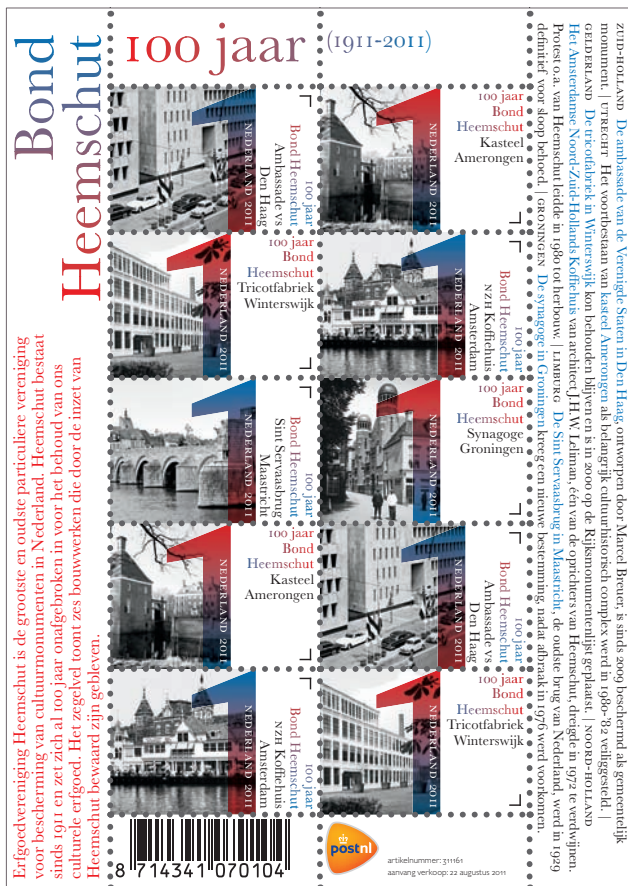 Bond
Heemschut
100 jaar
(1911-2011)
Erfgoedvereniging Heemschut is de grootste en oudste particuliere vereniging
voor bescherming van cultuurmonumenten in Nederland. Heemschut bestaat
sinds 1911 en zet zich al 100 jaar onafgebroken in voor het behoud van ons
culturele erfgoed. Het zegelvel toont zes bouwwerken die door de inzet van
Heemschut bewaard zijn gebleven.
1
NEDERLAND 2011
100 jaar
Bond Heemschut
Ambassade VS
Den Haag
1
NEDERLAND 2011
100 jaar
Bond
Heemschut
Kasteel
Amerongen
1
NEDERLAND 2011
100 jaar
Bond
Heemschut
Tricotfabriek
Winterswijk
1
NEDERLAND 2011
100 jaar
Bond Heemschut
NZH Koffiehuis
Amsterdam
1
NEDERLAND 2011
100 jaar
Bond Heemschut
Sint Servaasbrug
Maastricht
1
NEDERLAND 2011
100 jaar
Bond
Heemschut
Synagoge
Groningen
1
NEDERLAND 2011
100 jaar
Bond
Heemschut
Kasteel
Amerongen
1
NEDERLAND 2011
100 jaar
Bond Heemschut
Ambassade VS
Den Haag
1
NEDERLAND 2011
100 jaar
Bond Heemschut
NZH Koffiehuis
Amsterdam
1
NEDERLAND 2011
100 jaar
Bond
Heemschut
Tricotfabriek
Winterswijk
ZUID-HOLLAND De ambassade van de Verenigde Staten in Den Haag, ontworpen door Marcel Breuer, is sinds 2009 beschermd als gemeentelijk
monument. | UTRECHT Het voortbestaan van kasteel Amerongen als belangrijk cultuurhistorisch complex werd in 1980-'82 veiliggesteld. |
GELDERLAND De tricotfabriek in Winterswijk kon behouden blijven en is in 2000 op de Rijksmonumentenlijst geplaatst. | NOORD-HOLLAND
Het Amsterdamse Noord-Zuid-Hollands Koffiehuis van architect J.H.W. Leliman, één van de oprichters van Heemschut, dreigde in 1972 te verdwijnen.
Protest o.a. van Heemschut leidde in 1980 tot herbouw. | LIMBURG De Sint Servaasbrug in Maastricht, de oudste brug van Nederland, werd in 1929
definitief voor sloop behoed. | GRONINGEN De synagoge in Groningen kreeg een nieuwe bestemming, nadat afbraak in 1976 werd voorkomen.
8 714341 070104
postnl
artikelnummer: 311161
aanvang verkoop: 22 augustus 2011